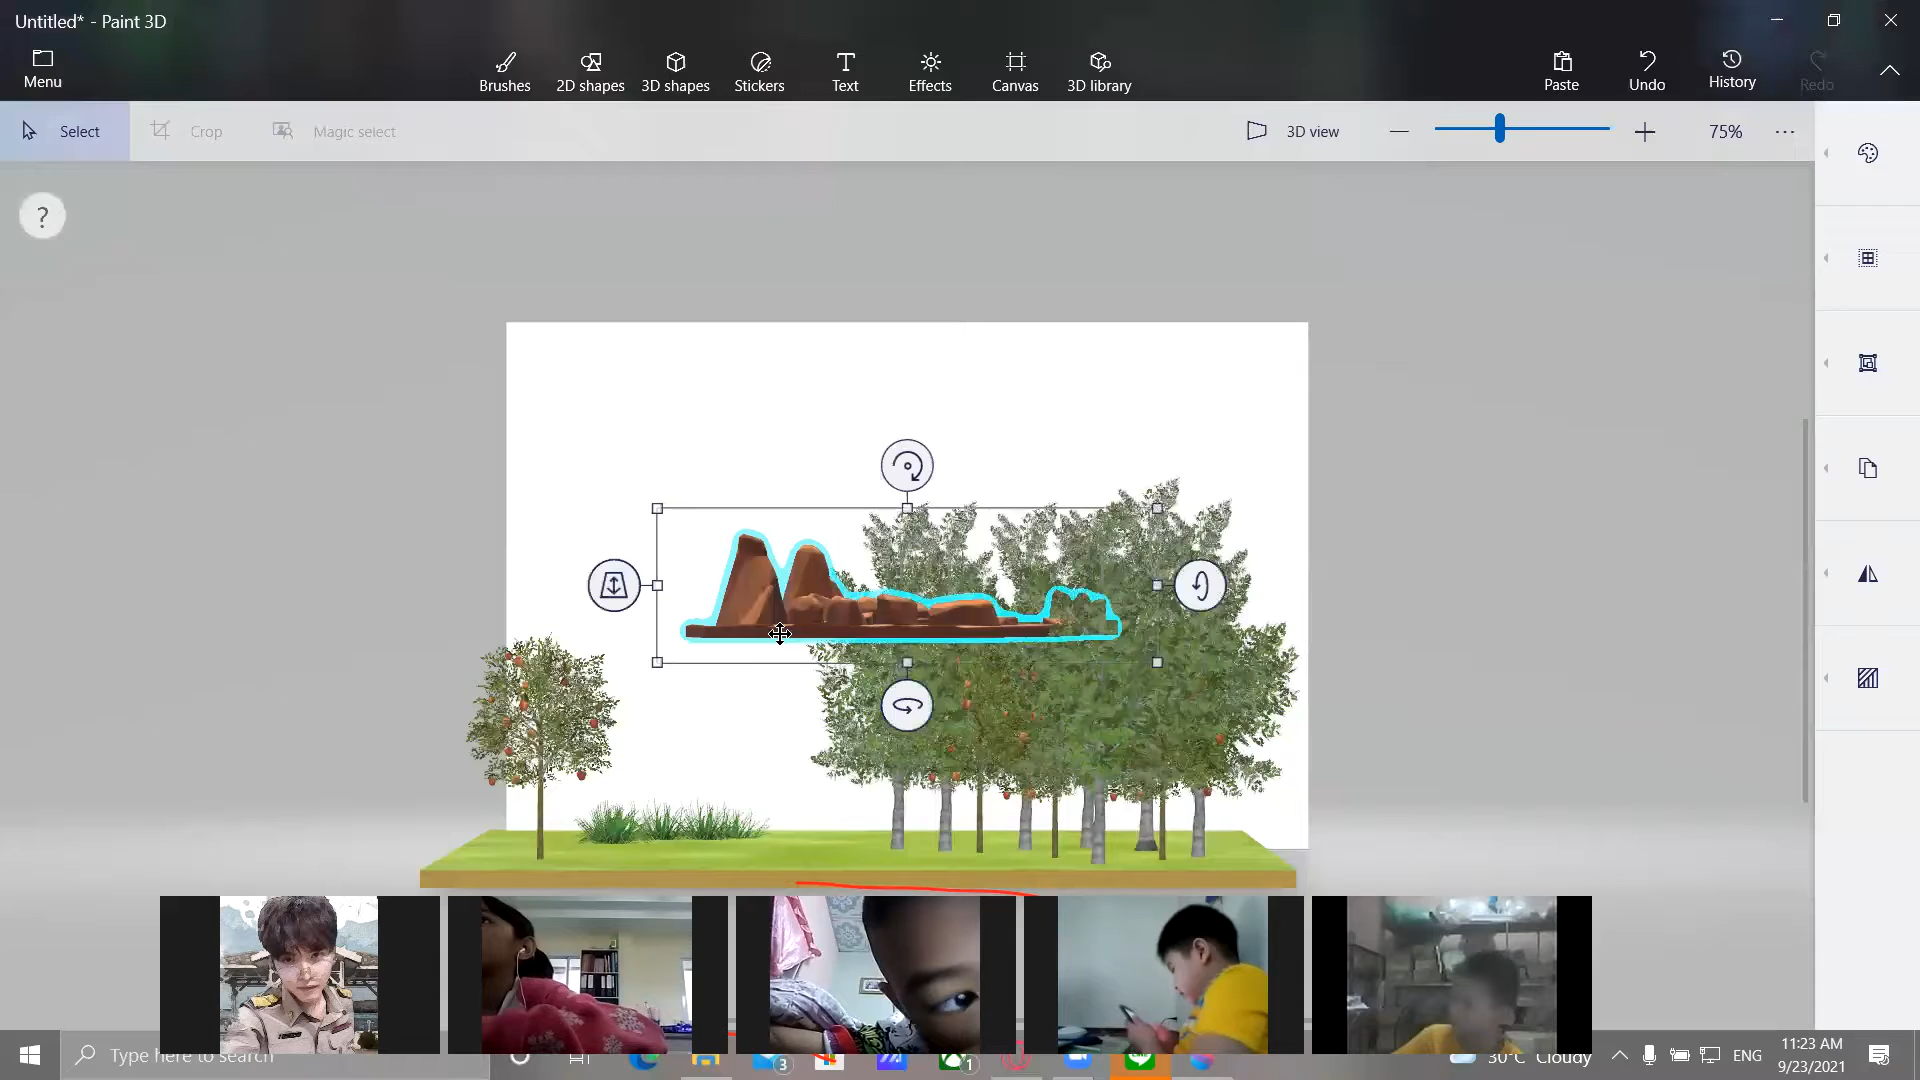 Untitled* - Paint 3D
Menu
Brushes
2D shapes
3D shapes
Stickers
Text
Effects
Canvas
3D library
Paste
Undo
History
Redo
Select
Crop
Magic select
3D view
75%
?
Type here to search
3
1
30°C Cloudy
ENG
11:23 AM
9/23/2021